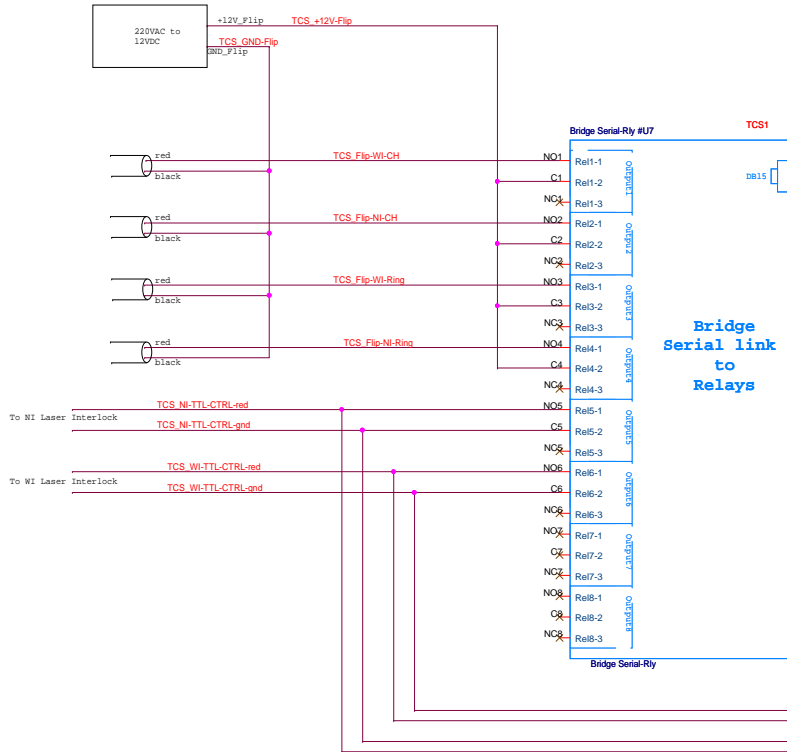 220VAC to
12VDC
+12V_Flip
TCS_+12V-Flip
TCS_GND-Flip
GND_Flip
Bridge Serial-Rly #U7
TCS1
DB15
red
TCS_Flip-WI-CH
black
NO1
Rel1-1
C1
Rel1-2
NC1
Rel1-3
Output1
red
TCS_Flip-NI-CH
black
NO2
Rel2-1
C2
Rel2-2
NC2
Rel2-3
Output2
red
TCS_Flip-WI-Ring
black
NO3
Rel3-1
C3
Rel3-2
NC3
Rel3-3
Output3
red
TCS_Flip-NI-Ring
black
NO4
Rel4-1
C4
Rel4-2
NC4
Rel4-3
Output4
Bridge
Serial link
to
Relays
To NI Laser Interlock
TCS_NI-TTL-CTRL-red
TCS_NI-TTL-CTRL-gnd
NO5
Rel5-1
C5
Rel5-2
NC5
Rel5-3
Output5
To WI Laser Interlock
TCS_WI-TTL-CTRL-red
TCS_WI-TTL-CTRL-gnd
NO6
Rel6-1
C6
Rel6-2
NC6
Rel6-3
Output6
NO7
Rel7-1
C7
Rel7-2
NC7
Rel7-3
Output7
NO8
Rel8-1
C8
Rel8-2
NC8
Rel8-3
Output8
Bridge Serial-Rly